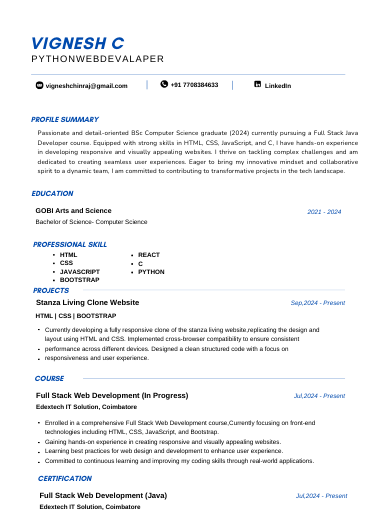 VIGNESH C
PYTHONWEBDEVALAPER
vigneshchinraj@gmail.com
+91 7708384633
LinkedIn
PROFILE SUMMARY
Passionate and detail-oriented BSc Computer Science graduate (2024) currently pursuing a Full Stack Java
Developer course. Equipped with strong skills in HTML, CSS, JavaScript, and C, I have hands-on experience
in developing responsive and visually appealing websites. I thrive on tackling complex challenges and am
dedicated to creating seamless user experiences. Eager to bring my innovative mindset and collaborative
spirit to a dynamic team, I am committed to contributing to transformative projects in the tech landscape.
EDUCATION
GOBI Arts and Science
2021 - 2024
Bachelor of Science- Computer Science
PROFESSIONAL SKILL
• HTML
• CSS
• JAVASCRIPT
• BOOTSTRAP
• REACT
• C
• PYTHON
PROJECTS
Stanza Living Clone Website
Sep,2024 - Present
HTML | CSS | BOOTSTRAP
• Currently developing a fully responsive clone of the stanza living website,replicating the design and
layout using HTML and CSS. Implemented cross-browser compatibility to ensure consistent
• performance across different devices. Designed a clean structured code with a focus on
• responsiveness and user experience.
COURSE
Full Stack Web Development (In Progress)
Jul,2024 - Present
Edextech IT Solution, Coimbatore
• Enrolled in a comprehensive Full Stack Web Development course,Currently focusing on front-end
technologies including HTML, CSS, JavaScript, and Bootstrap.
• Gaining hands-on experience in creating responsive and visually appealing websites.
• Learning best practices for web design and development to enhance user experience.
• Committed to continuous learning and improving my coding skills through real-world applications.
CERTIFICATION
Full Stack Web Development (Java)
Jul,2024 - Present
Edextech IT Solution, Coimbatore